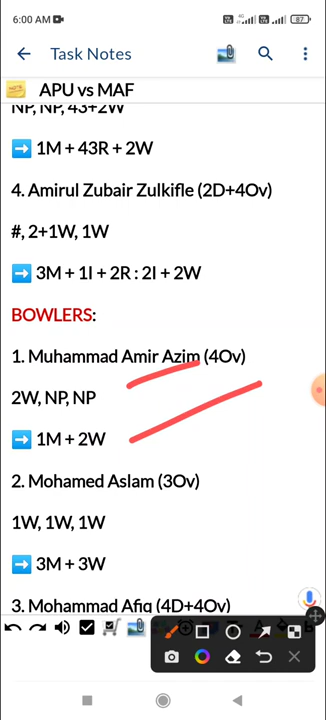 6:00 AM
87
Task Notes
APU vs MAF
NP, NP, 43+2W
➡️ 1M + 43R + 2W
4. Amirul Zubair Zulkifle (2D+4Ov)
#, 2+1W, 1W
➡️ 3M + 1I + 2R : 2I + 2W
BOWLERS:
1. Muhammad Amir Azim (4Ov)
2W, NP, NP
➡️ 1M + 2W
2. Mohamed Aslam (3Ov)
1W, 1W, 1W
➡️ 3M + 3W
3. Mohammad Afiq (4D+4Ov)